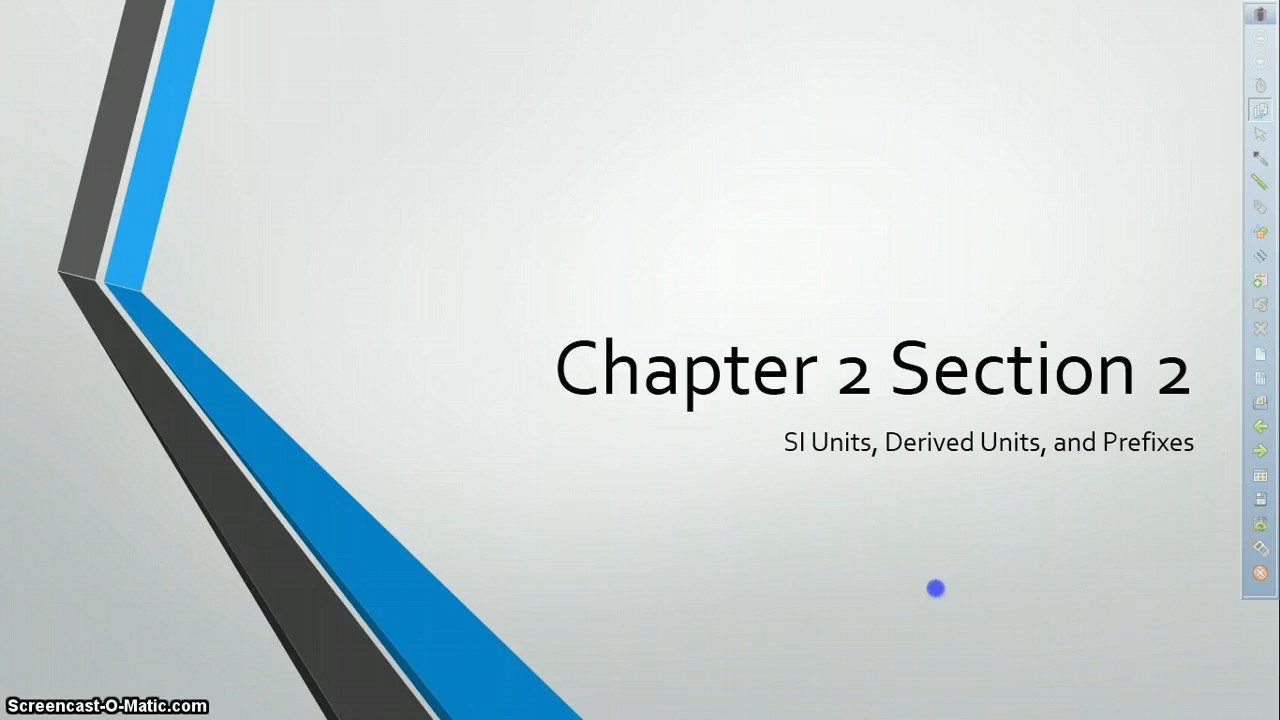 Chapter 2 Section 2
SI Units, Derived Units, and Prefixes
Screencast-O-Matic.com